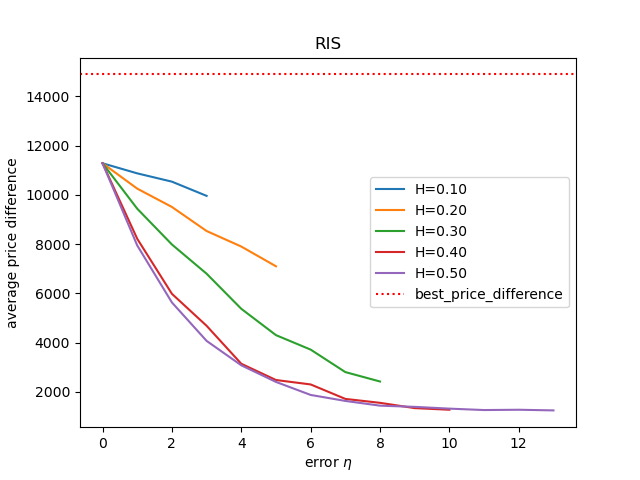 RIS
average price difference
14000
12000
10000
8000
6000
4000
2000
0 2 4 6 8 10 12
error η
H=0.10
H=0.20
H=0.30
H=0.40
H=0.50
best_price_difference